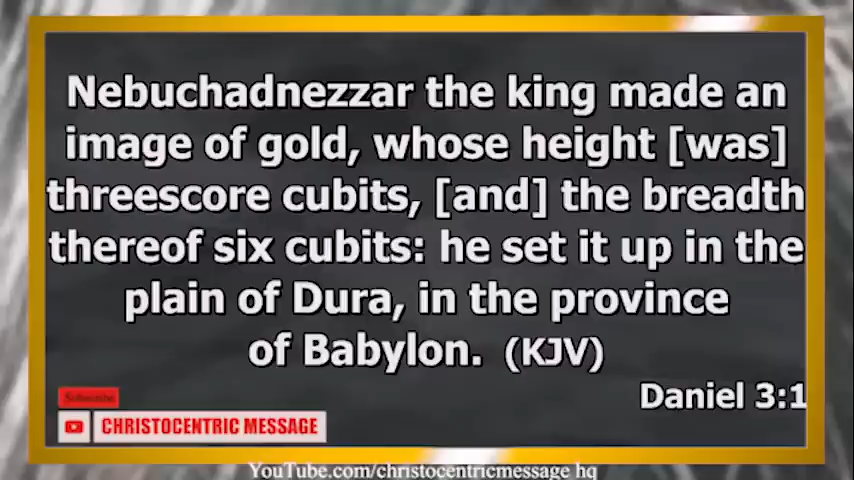 Nebuchadnezzar the king made an
image of gold, whose height [was]
threescore cubits, [and] the breadth
thereof six cubits: he set it up in the
plain of Dura, in the province
of Babylon. (KJV)
Daniel 3:1
Subscribe
CHRISTOCENTRIC MESSAGE
YouTube.com/christocentricmessage hq